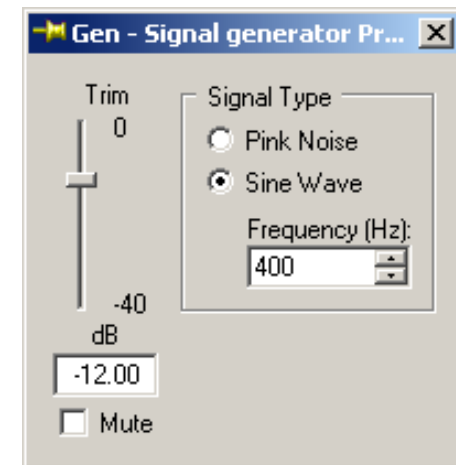 Gen - Signal generator Pr...
Trim
0
-40
dB
-12.00
Mute
Signal Type
Pink Noise
Sine Wave
Frequency (Hz):
400